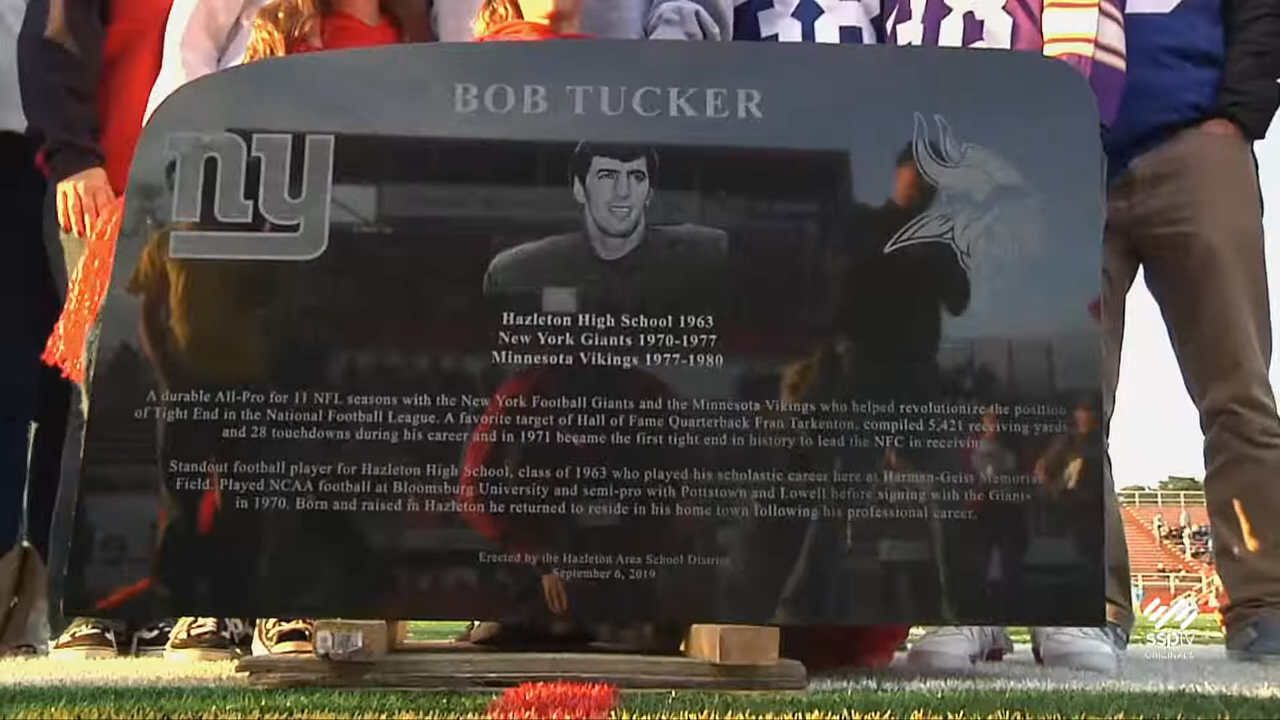 88
BOB TUCKER
ny
Hazleton High School 1963
New York Giants 1970-1977
Minnesota Vikings 1977-1980
A durable All-Pro for 11 NFL seasons with the New York Football Giants and the Minnesota Vikings who helped revolutionize the position
of Tight End in the National Football League. A favorite target of Hall of Fame Quarterback Fran Tarkenton, compiled 5,421 receiving yards
and 28 touchdowns during his career and in 1971 became the first tight end in history to lead the NFC in receiving.
Standout football player for Hazleton High School, class of 1963 who played his scholastic career here at Harman-Geist Memorial
Field. Played NCAA football at Bloomsburg University and semi-pro with Pottstown and Lowell before signing with the Giants
in 1970. Born and raised in Hazleton he returned to reside in his home town following his professional career.
Erected by the Hazleton Area School District
September 6, 2019
ssptv
ORIGINALS